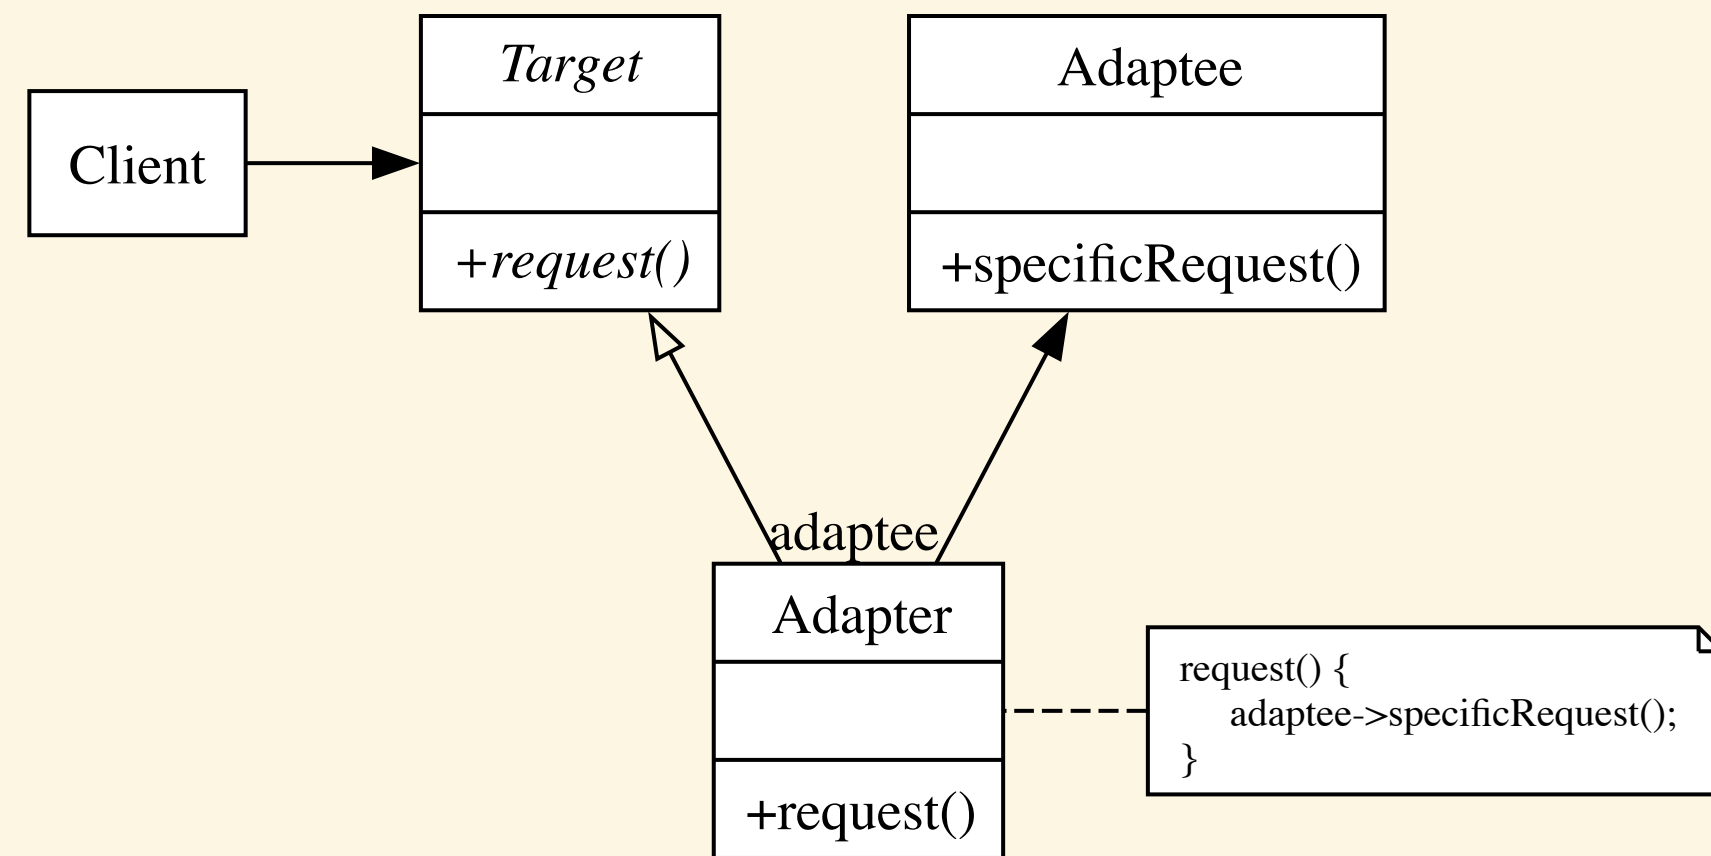 Target
Adaptee
Client
+request()
+specificRequest()
adaptee
Adapter
request() {
adaptee->specificRequest();
}
+request()